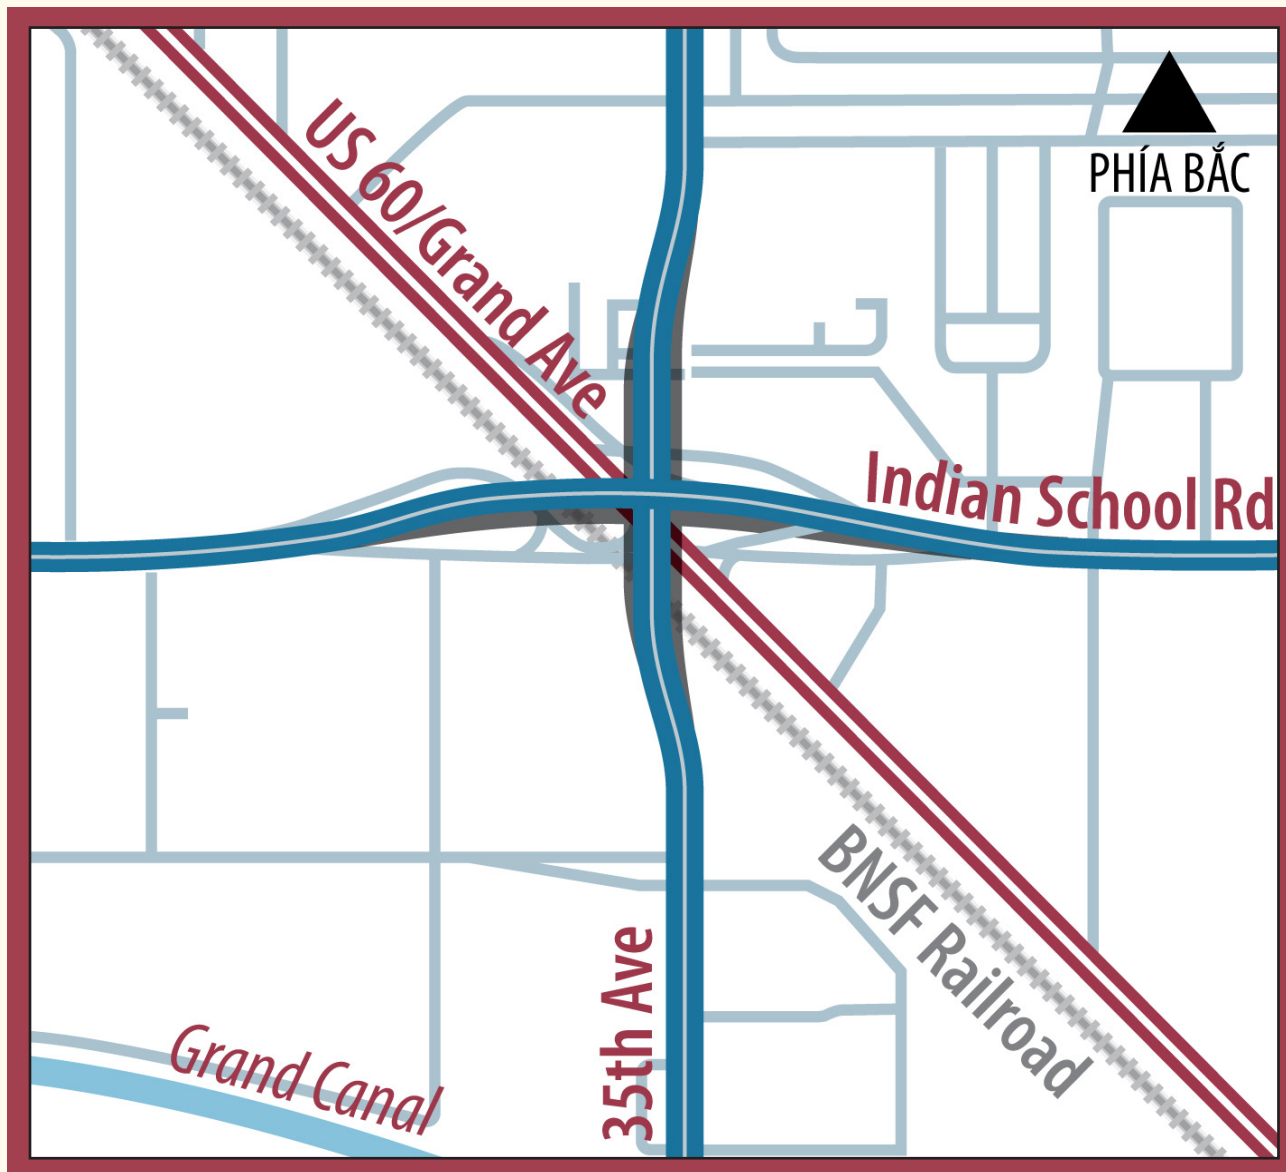 US 60/Grand Ave
PHÍA BẮC
Indian School Rd
BNSF Railroad
35th Ave
Grand Canal